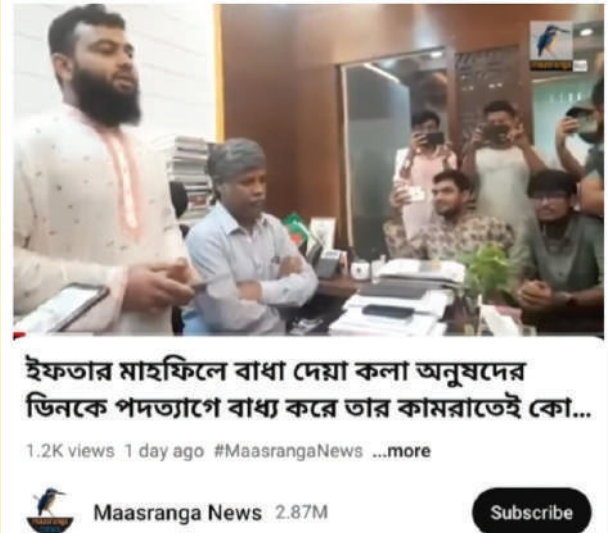 maasranga
ইফতার মাহফিলে বাধা দেয়া কলা অনুষদের
ডিনকে পদত্যাগে বাধ্য করে তার কামরাতেই কো...
1.2K views 1 day ago #MaasrangaNews ...more
maasranga
Maasranga News 2.87M
Subscribe